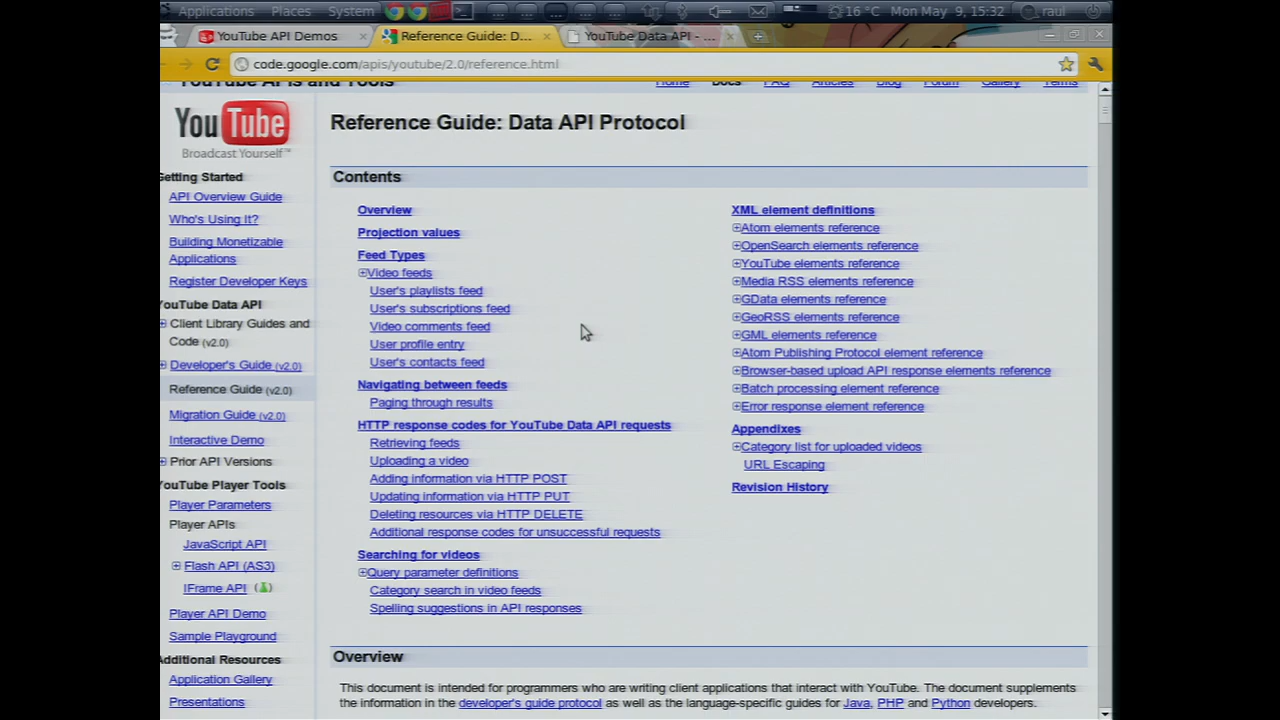 Applications Places System 16 °C Mon May 9, 15:32 raul
YouTube API Demos Reference Guide: D... YouTube Data API - ...
code.google.com/apis/youtube/2.0/reference.html
YouTube APIs and Tools Home Docs FAQ Articles Blog Forum Gallery Terms
YouTube
Broadcast Yourself™
Getting Started
API Overview Guide
Who's Using It?
Building Monetizable
Applications
Register Developer Keys
YouTube Data API
Client Library Guides and
Code (v2.0)
Developer's Guide (v2.0)
Reference Guide (v2.0)
Migration Guide (v2.0)
Interactive Demo
Prior API Versions
YouTube Player Tools
Player Parameters
Player APIs
JavaScript API
Flash API (AS3)
IFrame API
Player API Demo
Sample Playground
Additional Resources
Application Gallery
Presentations
Reference Guide: Data API Protocol
Contents
Overview
Projection values
Feed Types
Video feeds
User's playlists feed
User's subscriptions feed
Video comments feed
User profile entry
User's contacts feed
Navigating between feeds
Paging through results
HTTP response codes for YouTube Data API requests
Retrieving feeds
Uploading a video
Adding information via HTTP POST
Updating information via HTTP PUT
Deleting resources via HTTP DELETE
Additional response codes for unsuccessful requests
Searching for videos
Query parameter definitions
Category search in video feeds
Spelling suggestions in API responses
XML element definitions
Atom elements reference
OpenSearch elements reference
YouTube elements reference
Media RSS elements reference
GData elements reference
GeoRSS elements reference
GML elements reference
Atom Publishing Protocol element reference
Browser-based upload API response elements reference
Batch processing element reference
Error response element reference
Appendixes
Category list for uploaded videos
URL Escaping
Revision History
Overview
This document is intended for programmers who are writing client applications that interact with YouTube. The document supplements
the information in the developer's guide protocol as well as the language-specific guides for Java, PHP and Python developers.